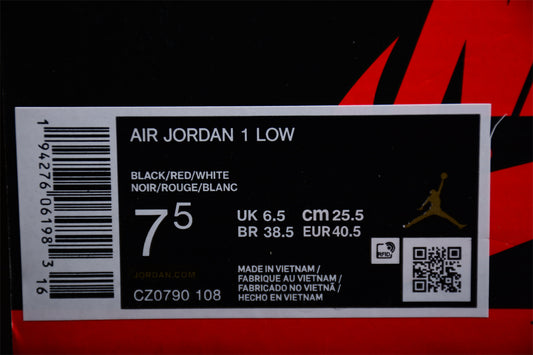 AIR JORDAN 1 LOW
BLACK/RED/WHITE
NOIR/ROUGE/BLANC
7 5
UK 6.5 cm 25.5
BR 38.5 EUR 40.5
JORDAN.COM
CZ0790 108
MADE IN VIETNAM /
FABRIQUE AU VIETNAM /
FABRICADO NO VIETNÃ /
HECHO EN VIETNAM
RFID
1 94276 06198 3 16